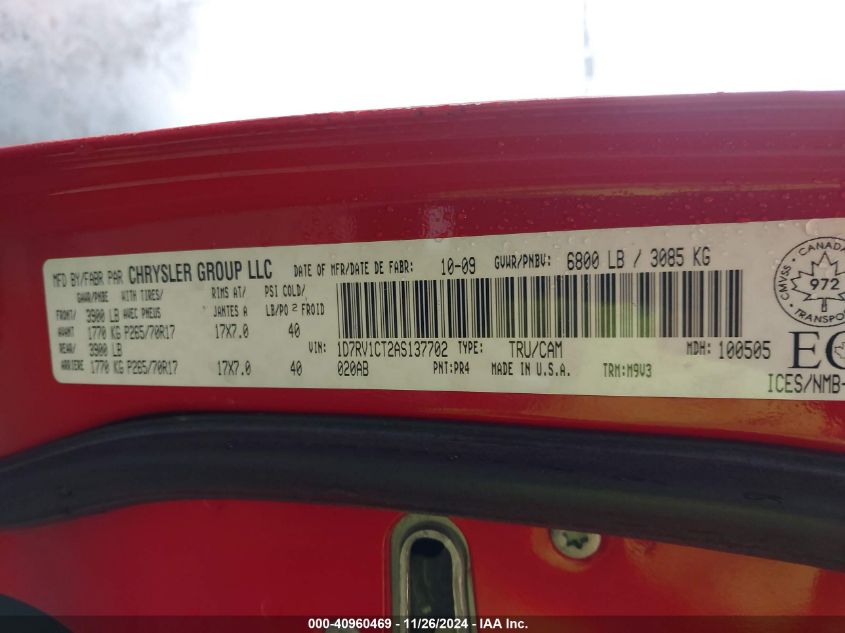 MFD BY/FABR PAR CHRYSLER GROUP LLC DATE OF MFR/DATE DE FABR: 10-09 GVWR/PNBV: 6800 LB / 3085 KG
GAWR/PNBE WITH TIRES/ RIMS AT/ PSI COLD/
AVEC PNEUS JANTES A LB/PO 2 FROID
FRONT/ 3900 LB
AVANT 1770 KG P265/70R17 17X7.0 40
REAR/ 3900 LB
ARRIERE 1770 KG P265/70R17 17X7.0 40
VIN: 1D7RV1CT2AS137702 TYPE: TRU/CAM MDH: 100505
020AB PNT:PR4 MADE IN U.S.A. TRM:M9V3
CANADA
CMVSS 972
TRANSPORT
ICES/NMB-
000-40960469 - 11/26/2024 - IAA Inc.